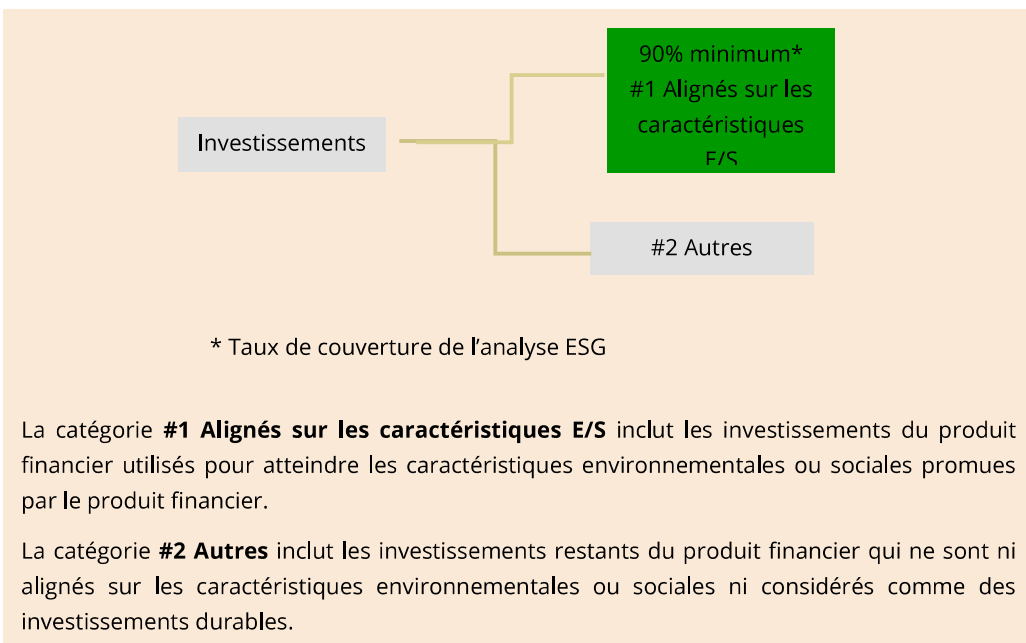 90% minimum*
#1 Alignés sur les
caractéristiques
E/S
Investissements
#2 Autres
* Taux de couverture de l’analyse ESG
La catégorie #1 Alignés sur les caractéristiques E/S inclut les investissements du produit
financier utilisés pour atteindre les caractéristiques environnementales ou sociales promues
par le produit financier.
La catégorie #2 Autres inclut les investissements restants du produit financier qui ne sont ni
alignés sur les caractéristiques environnementales ou sociales ni considérés comme des
investissements durables.